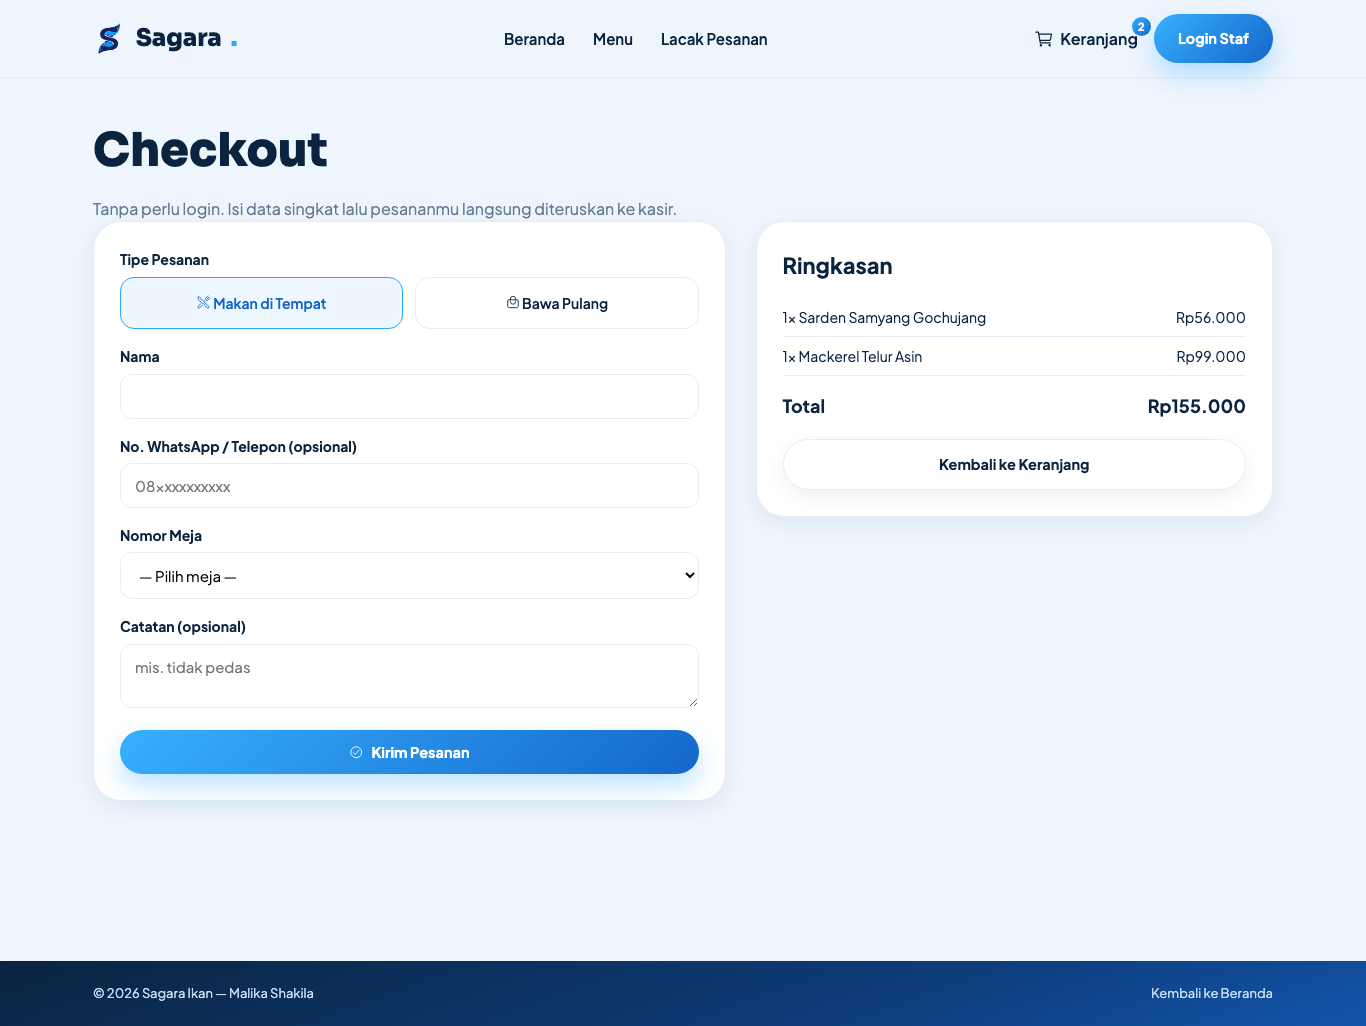 Sagara .
Beranda
Menu
Lacak Pesanan
Keranjang
2
Login Staf
Checkout
Tanpa perlu login. Isi data singkat lalu pesananmu langsung diteruskan ke kasir.
Tipe Pesanan
Makan di Tempat
Bawa Pulang
Nama
No. WhatsApp / Telepon (opsional)
08xxxxxxxxxx
Nomor Meja
— Pilih meja —
Catatan (opsional)
mis. tidak pedas
Kirim Pesanan
Ringkasan
1× Sarden Samyang Gochujang Rp56.000
1× Mackerel Telur Asin Rp99.000
Total Rp155.000
Kembali ke Keranjang
© 2026 Sagara Ikan — Malika Shakila
Kembali ke Beranda